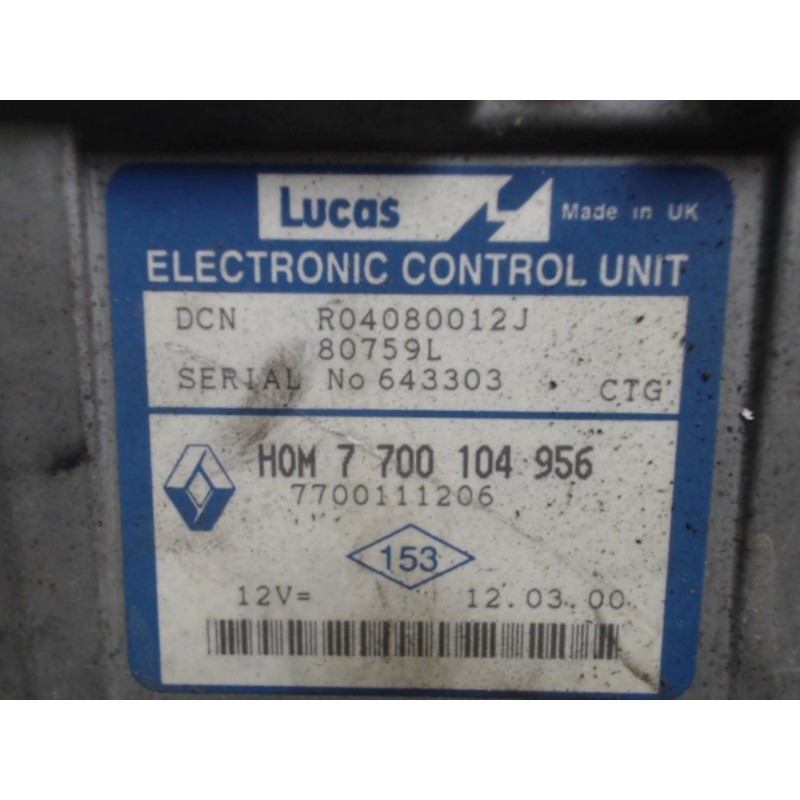 Lucas
Made in UK
ELECTRONIC CONTROL UNIT
DCN R04080012J
80759L
SERIAL No 643303 CTG
HOM 7 700 104 956
7700111206
153
12V= 12.03.00